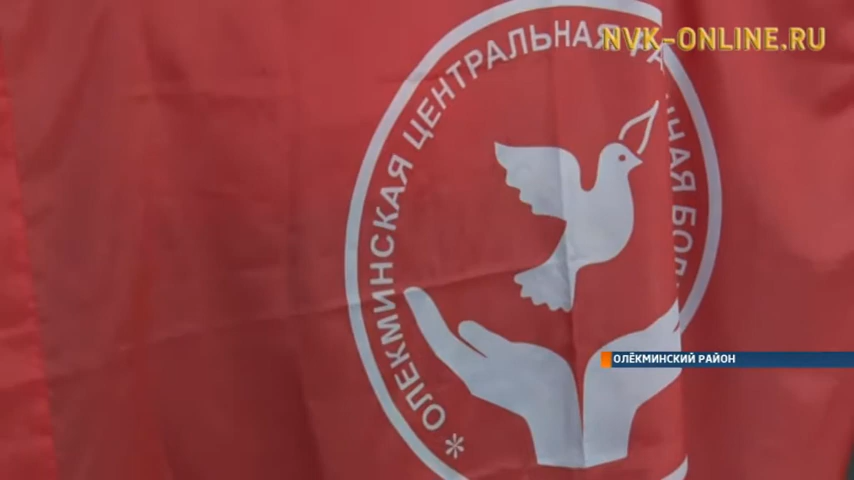 NVK-ONLINE.RU
* ОЛЕКМИНСКАЯ ЦЕНТРАЛЬНАЯ
ОЛЁКМИНСКИЙ РАЙОН